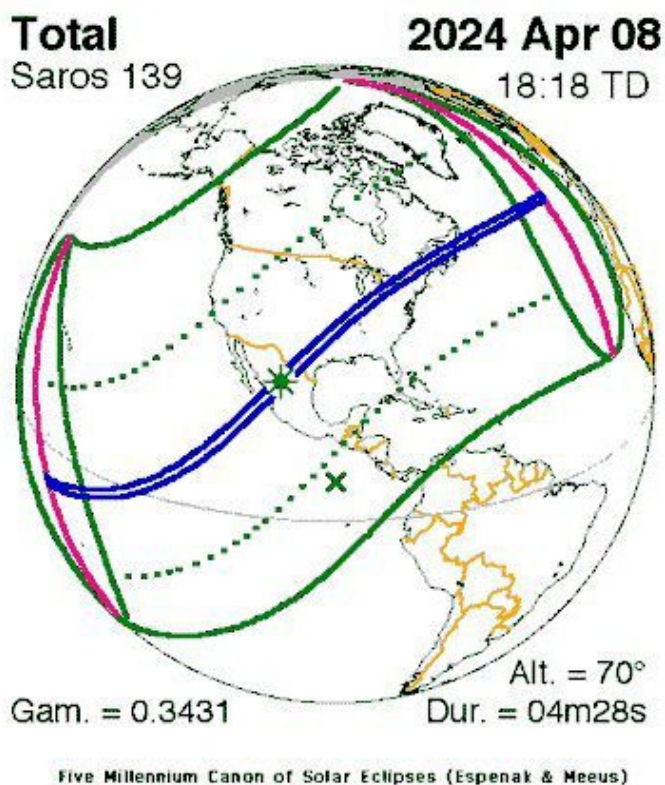 Total 2024 Apr 08
Saros 139 18:18 TD
Alt. = 70°
Gam. = 0.3431 Dur. = 04m28s
Five Millennium Canon of Solar Eclipses (Espenak & Meeus)